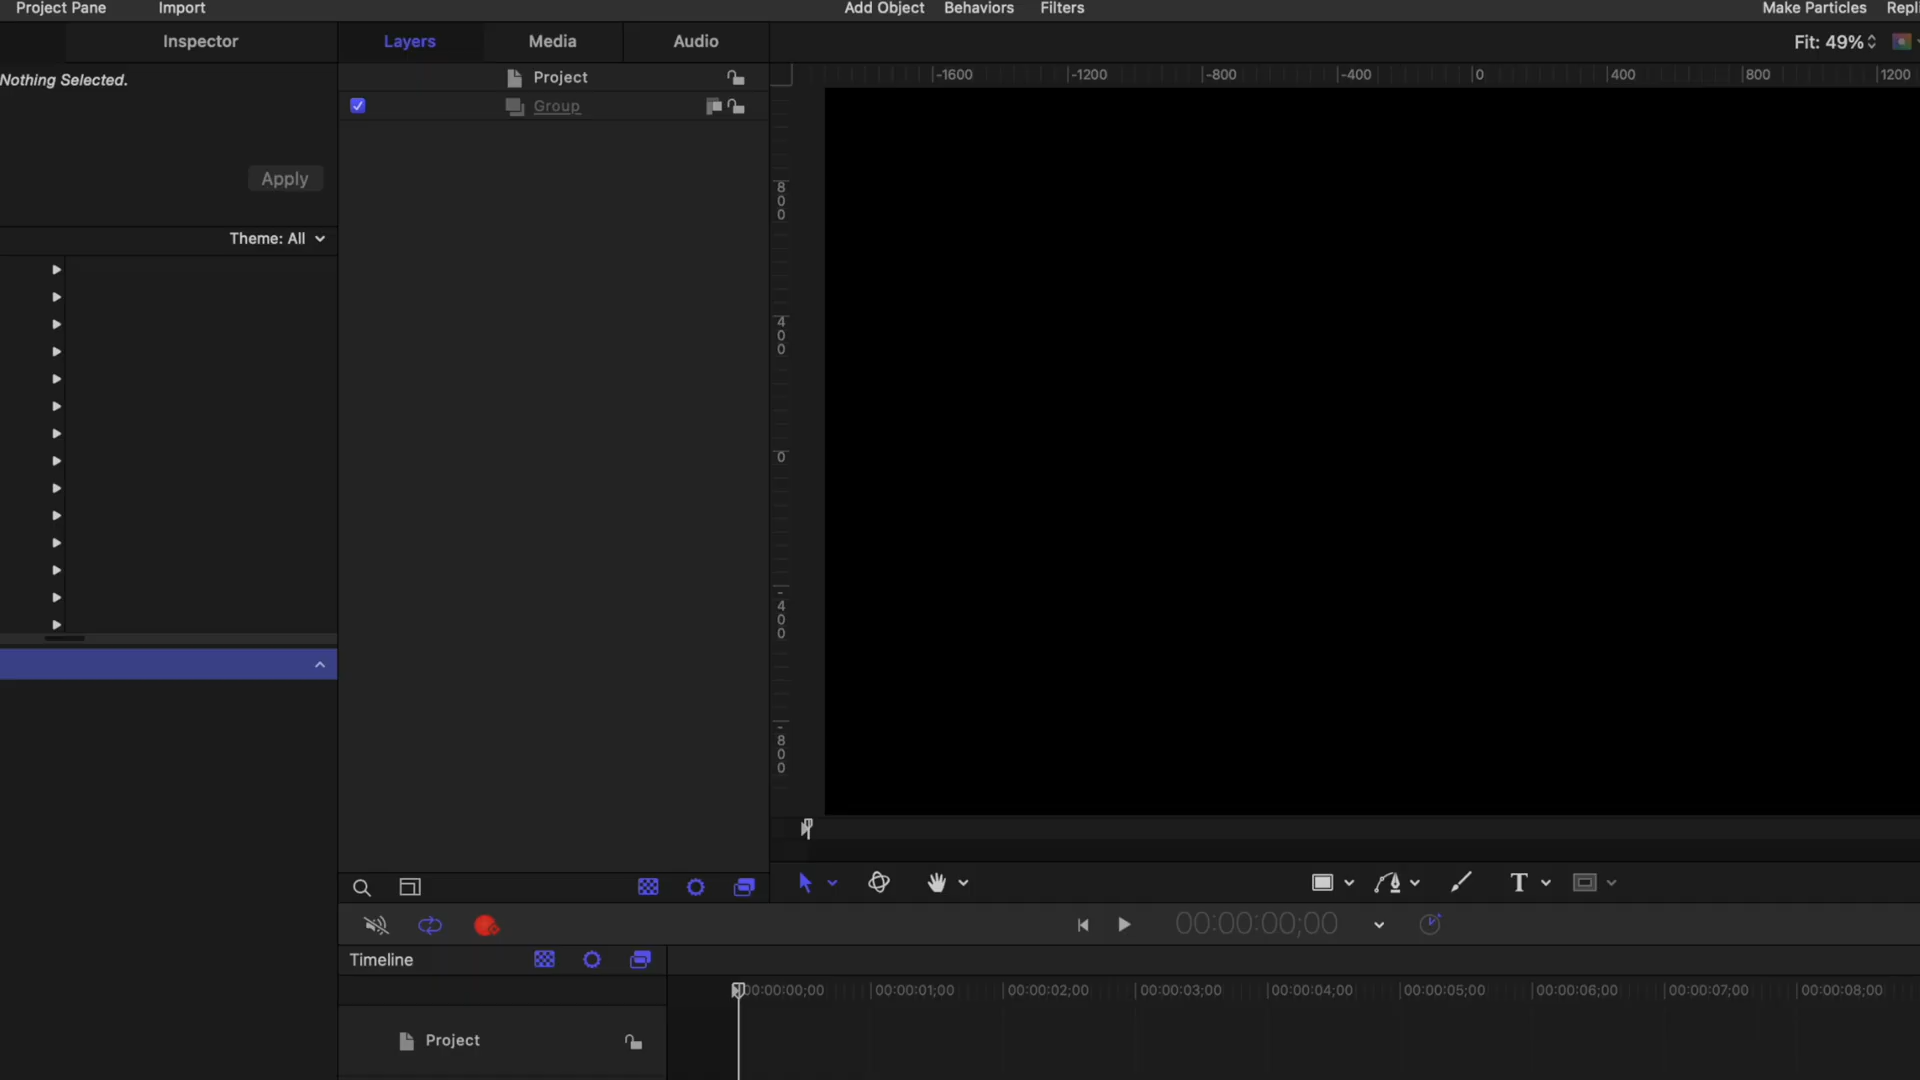 Project Pane
Import
Add Object
Behaviors
Filters
Make Particles
Repli
Inspector
Layers
Media
Audio
Fit: 49%
Nothing Selected.
Project
Group
-1600
-1200
-800
-400
0
400
800
1200
Apply
Theme: All
800
400
0
-400
-800
T
00:00:00;00
Timeline
00:00:00;00
00:00:01;00
00:00:02;00
00:00:03;00
00:00:04;00
00:00:05;00
00:00:06;00
00:00:07;00
00:00:08;00
Project